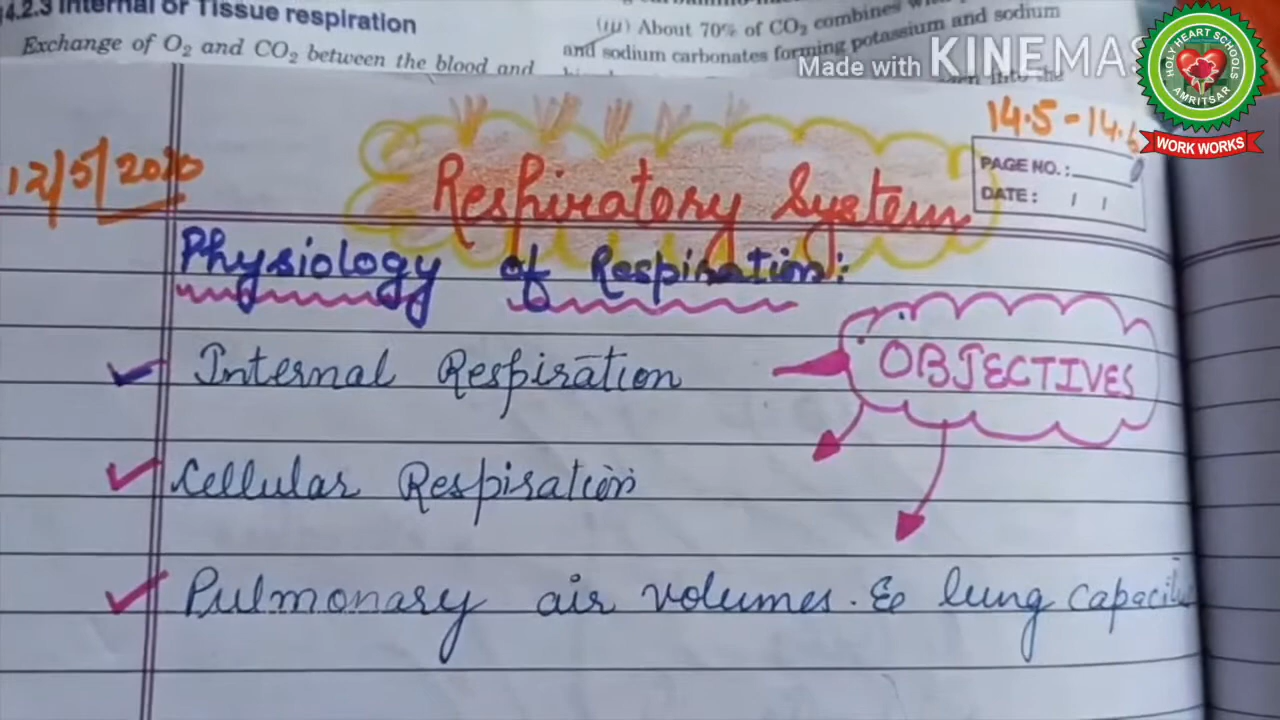 14.2.3 Internal or Tissue respiration
Exchange of O₂ and CO₂ between the blood and
(iii) About 70% of CO₂ combines
and sodium carbonates forming potassium and sodium
Made with KINEMAS
HOLY HEART SCHOOLS
AMRITSAR
WORK WORKS
12/5/2020
14.5 - 14.6
PAGE NO.:
DATE:
Respiratory System
Physiology of Respiration:
Internal Respiration
OBJECTIVES
Cellular Respiration
Pulmonary air volumes. & lung capaciti